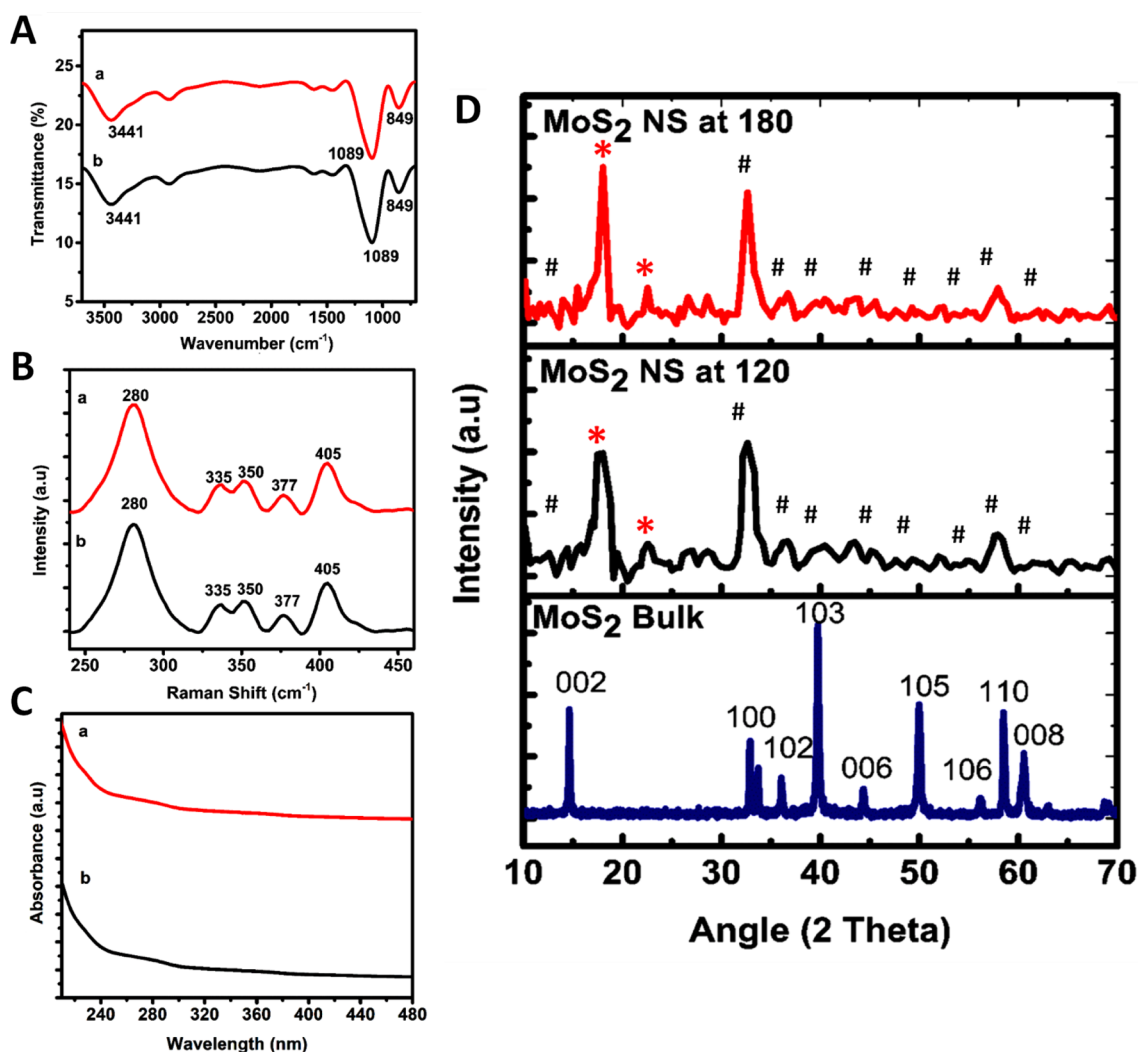 A
a
b
3441
3441
1089
1089
849
849
25
20
15
10
5
Transmittance (%)
3500 3000 2500 2000 1500 1000
Wavenumber (cm-1)
B
a
b
280
335
350
377
405
280
335
350
377
405
Intensity (a.u)
250 300 350 400 450
Raman Shift (cm-1)
C
a
b
Absorbance (a.u)
240 280 320 360 400 440 480
Wavelength (nm)
D
MoS2 NS at 180
# * * # # # # # # # #
MoS2 NS at 120
# * * # # # # # # # #
MoS2 Bulk
002
100
102
103
006
105
106
110
008
Intensity (a.u)
10 20 30 40 50 60 70
Angle (2 Theta)